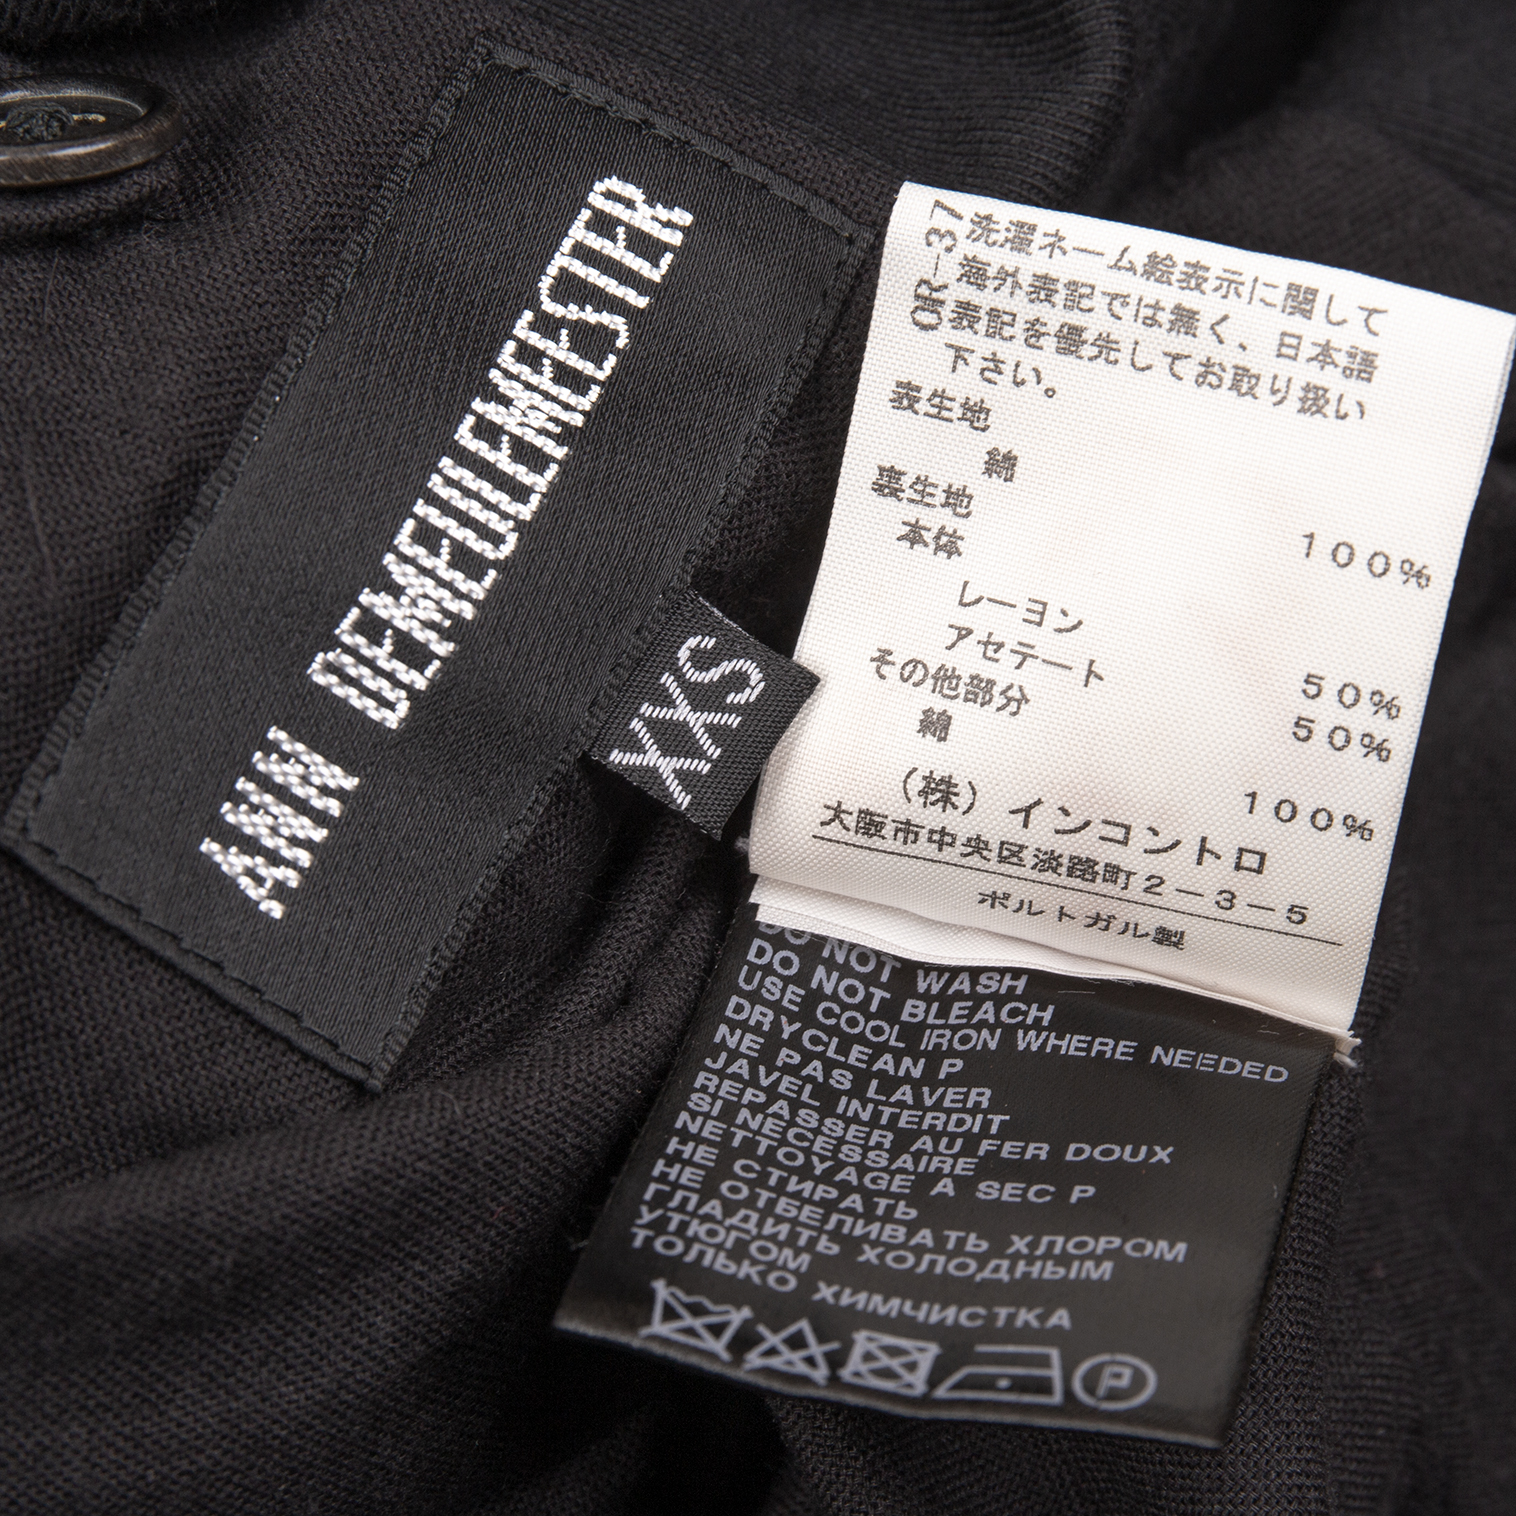 ANN DEMEULEMEESTER
XXS
OR-37
洗濯ネーム絵表示に関して
海外表記では無く、日本語
表記を優先してお取り扱い
下さい。
表生地
綿 100%
裏生地
本体
レーヨン 50%
アセテート 50%
その他部分
綿 100%
(株) インコントロ
大阪市中央区淡路町2-3-5
ポルトガル製
DO NOT WASH
DO NOT BLEACH
USE COOL IRON WHERE NEEDED
DRYCLEAN P
NE PAS LAVER
JAVEL INTERDIT
REPASSER AU FER DOUX
SI NECESSAIRE
NETTOYAGE A SEC P
НЕ СТИРАТЬ
НЕ ОТБЕЛИВАТЬ ХЛОРОМ
ГЛАДИТЬ ХОЛОДНЫМ
УТЮГОМ
ТОЛЬКО ХИМЧИСТКА
P